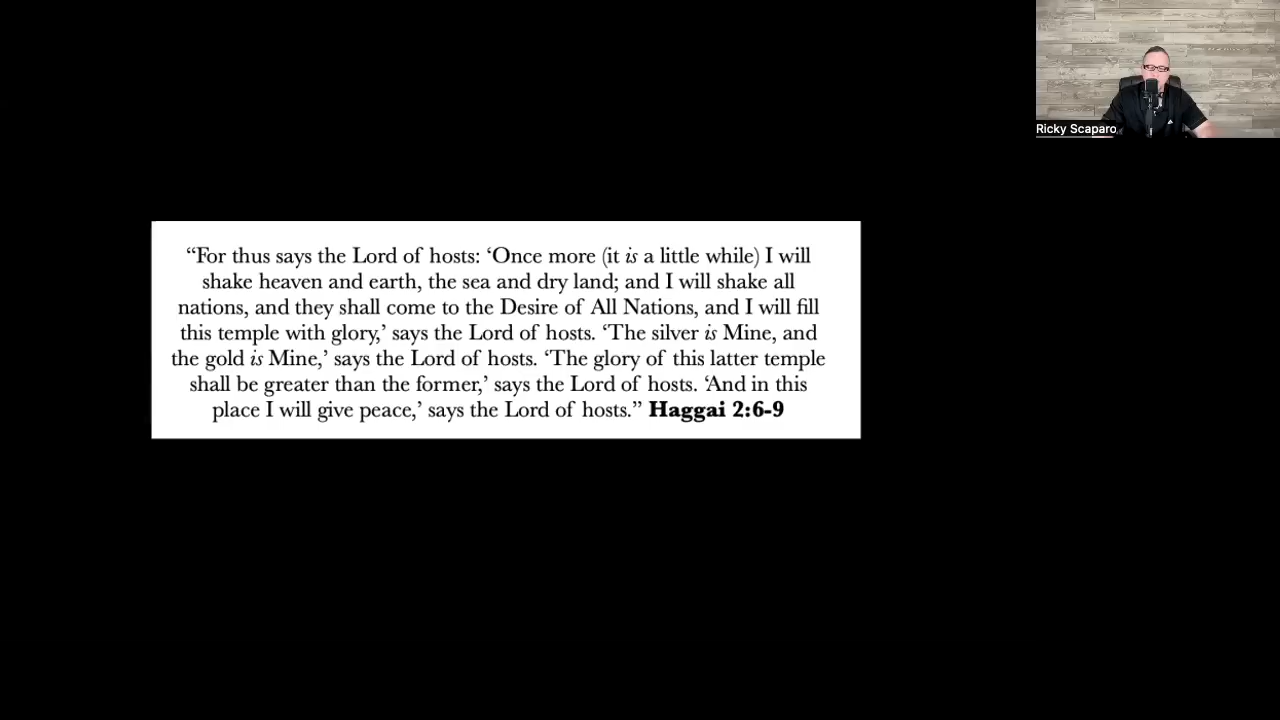 Ricky Scaparo
“For thus says the Lord of hosts: ‘Once more (it is a little while) I will
shake heaven and earth, the sea and dry land; and I will shake all
nations, and they shall come to the Desire of All Nations, and I will fill
this temple with glory,’ says the Lord of hosts. ‘The silver is Mine, and
the gold is Mine,’ says the Lord of hosts. ‘The glory of this latter temple
shall be greater than the former,’ says the Lord of hosts. ‘And in this
place I will give peace,’ says the Lord of hosts.” Haggai 2:6-9